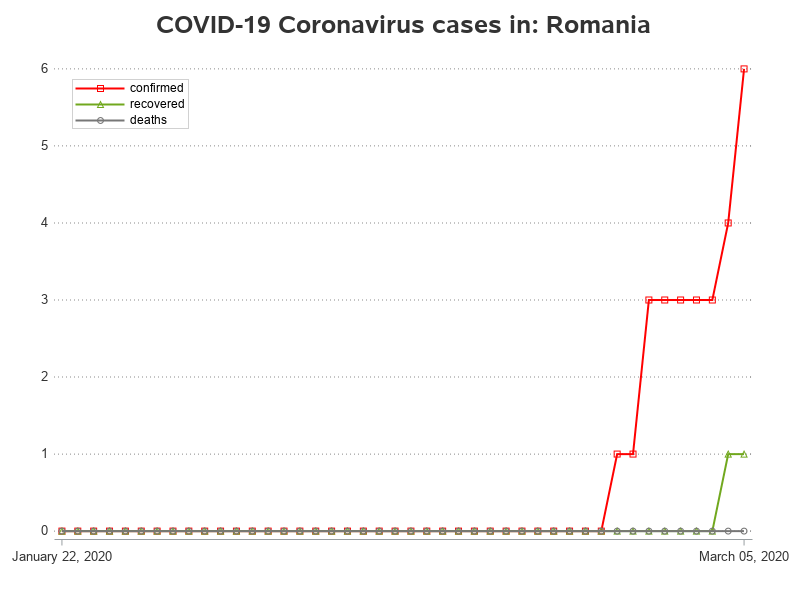 COVID-19 Coronavirus cases in: Romania
6
confirmed
recovered
deaths
5
4
3
2
1
0
January 22, 2020
March 05, 2020